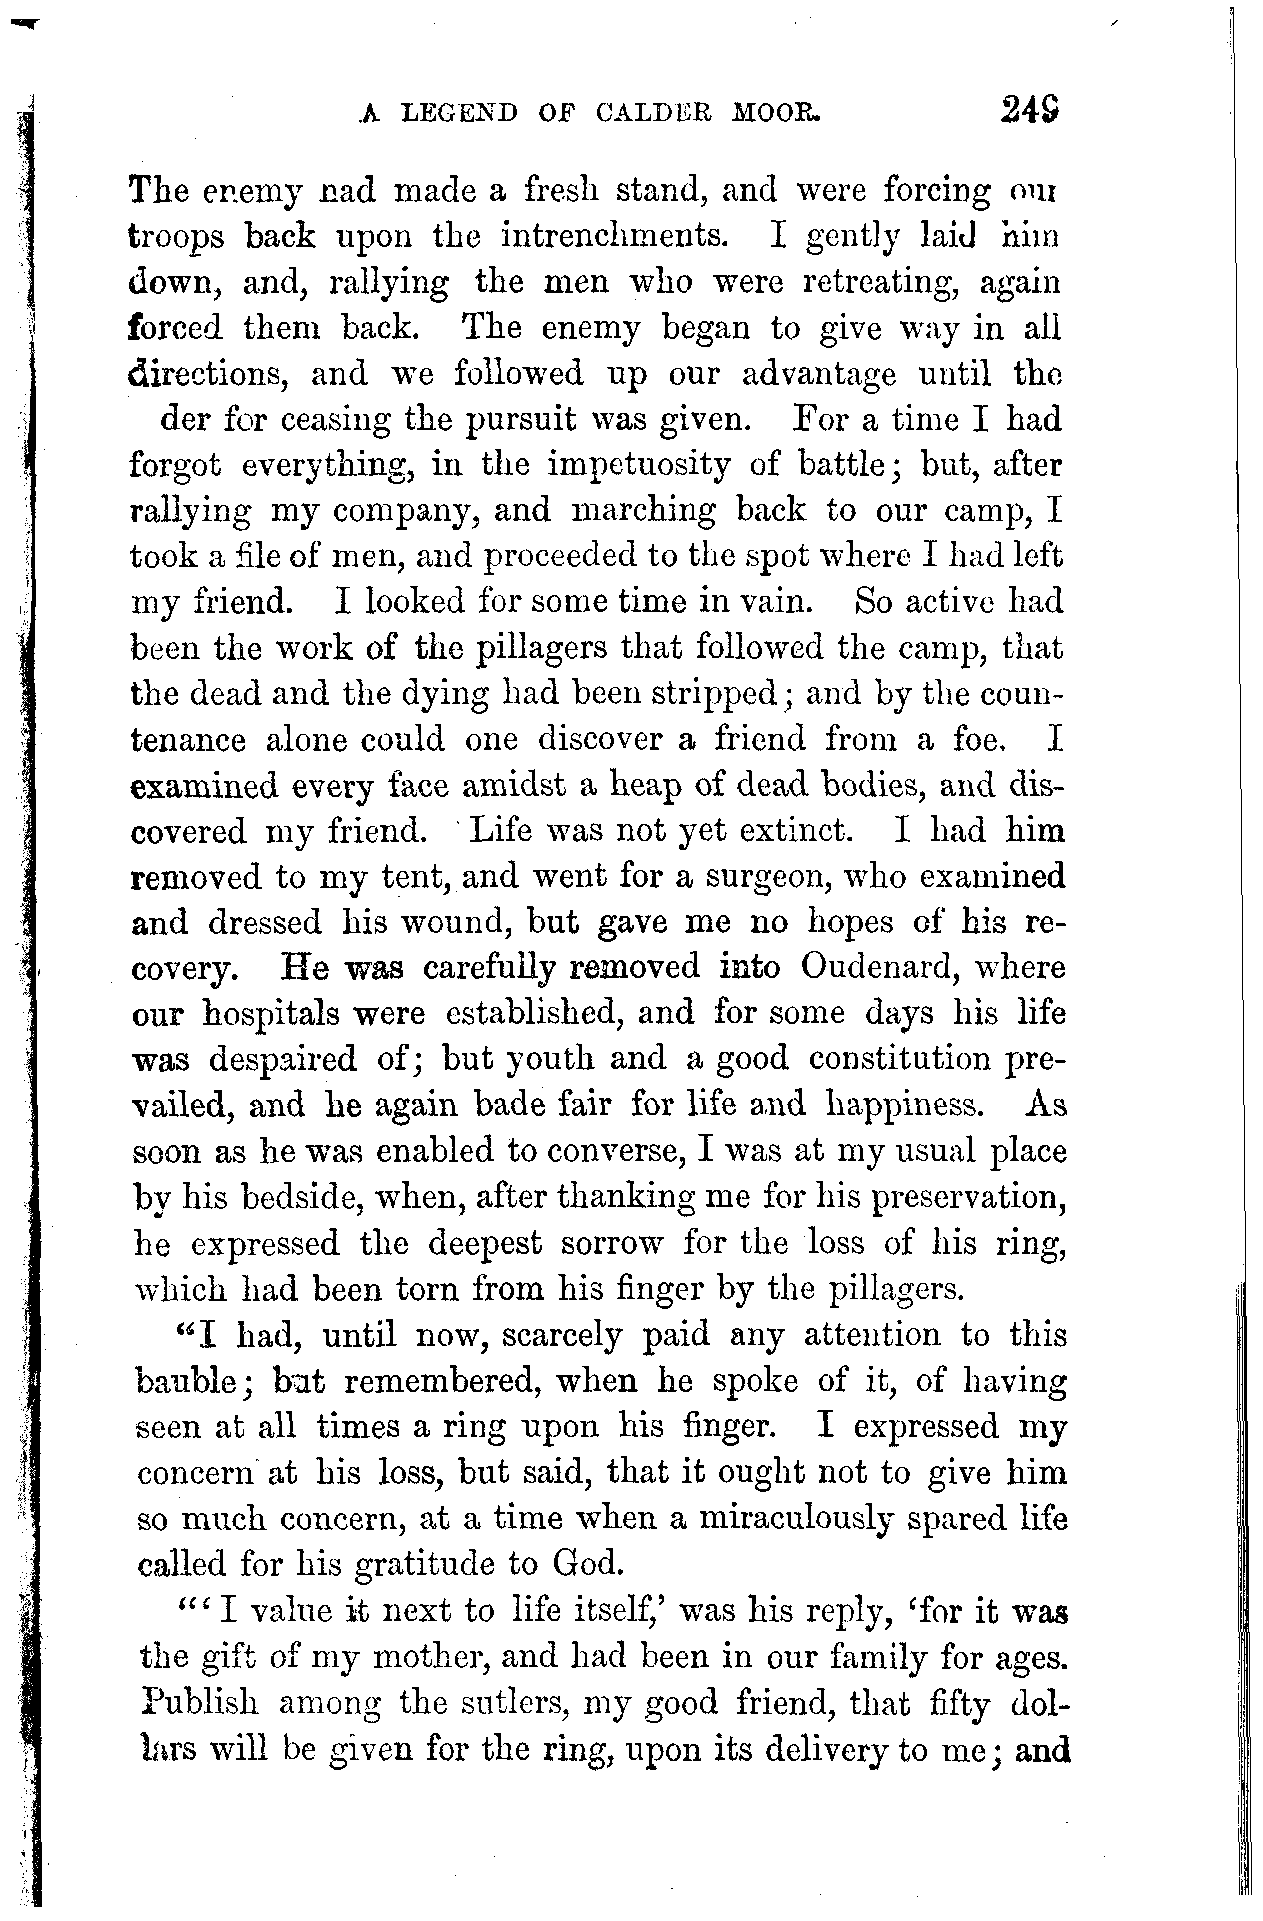 A LEGEND OF CALDER MOOR. 249
The enemy had made a fresh stand, and were forcing our
troops back upon the intrenchments. I gently laid him
down, and, rallying the men who were retreating, again
forced them back. The enemy began to give way in all
directions, and we followed up our advantage until the
der for ceasing the pursuit was given. For a time I had
forgot everything, in the impetuosity of battle; but, after
rallying my company, and marching back to our camp, I
took a file of men, and proceeded to the spot where I had left
my friend. I looked for some time in vain. So active had
been the work of the pillagers that followed the camp, that
the dead and the dying had been stripped; and by the coun-
tenance alone could one discover a friend from a foe. I
examined every face amidst a heap of dead bodies, and dis-
covered my friend. Life was not yet extinct. I had him
removed to my tent, and went for a surgeon, who examined
and dressed his wound, but gave me no hopes of his re-
covery. He was carefully removed into Oudenard, where
our hospitals were established, and for some days his life
was despaired of; but youth and a good constitution pre-
vailed, and he again bade fair for life and happiness. As
soon as he was enabled to converse, I was at my usual place
by his bedside, when, after thanking me for his preservation,
he expressed the deepest sorrow for the loss of his ring,
which had been torn from his finger by the pillagers.
"I had, until now, scarcely paid any attention to this
bauble; but remembered, when he spoke of it, of having
seen at all times a ring upon his finger. I expressed my
concern at his loss, but said, that it ought not to give him
so much concern, at a time when a miraculously spared life
called for his gratitude to God.
"'I value it next to life itself,' was his reply, 'for it was
the gift of my mother, and had been in our family for ages.
Publish among the sutlers, my good friend, that fifty dol-
lars will be given for the ring, upon its delivery to me; and